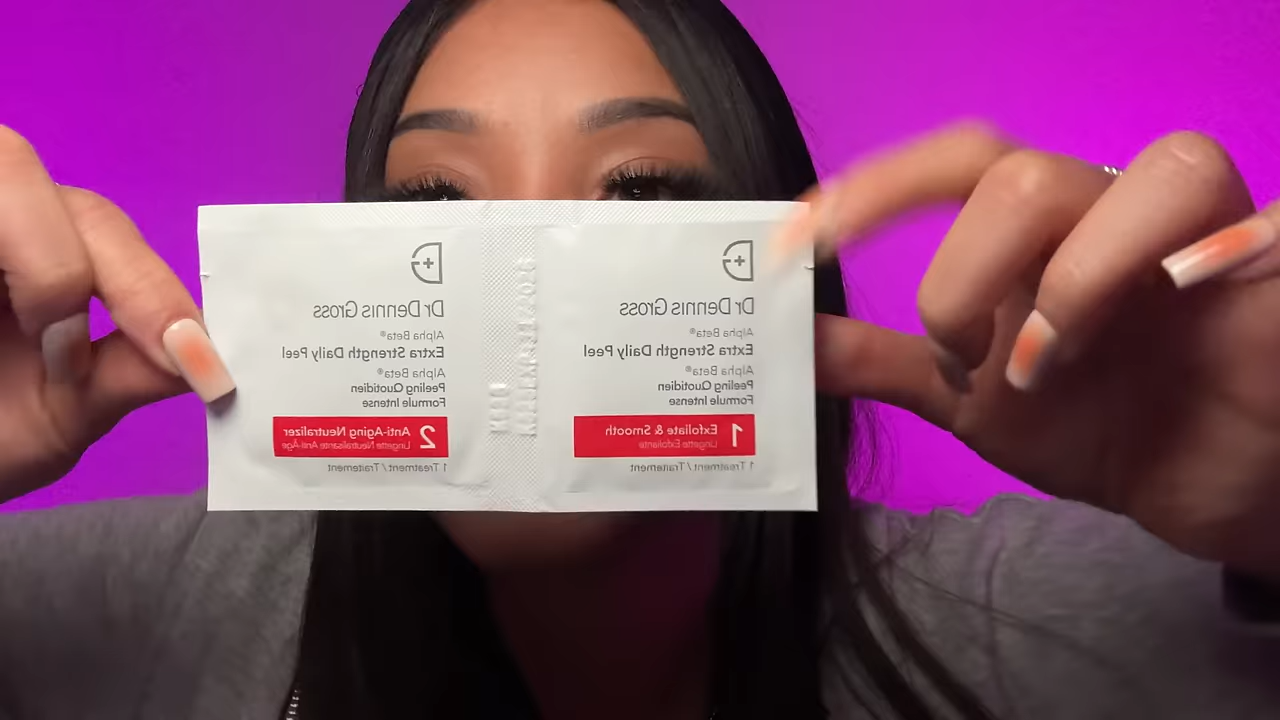 Dr Dennis Gross
Alpha Beta®
Extra Strength Daily Peel
Alpha Beta®
Peeling Quotidien
Formule Intense
1 Exfoliate & Smooth
Lingette Exfoliante
1 Treatment / Traitement
Dr Dennis Gross
Alpha Beta®
Extra Strength Daily Peel
Alpha Beta®
Peeling Quotidien
Formule Intense
2 Anti-Aging Neutralizer
Lingette Neutralisante Anti-Âge
1 Treatment / Traitement